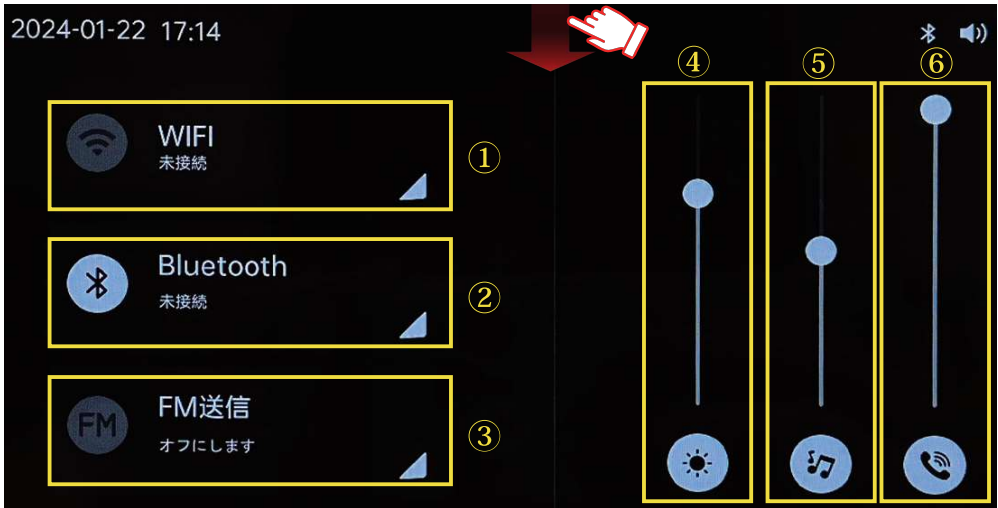 2024-01-22 17:14
④ ⑤ ⑥
WIFI
未接続
①
Bluetooth
未接続
②
FM
FM送信
オフにします
③